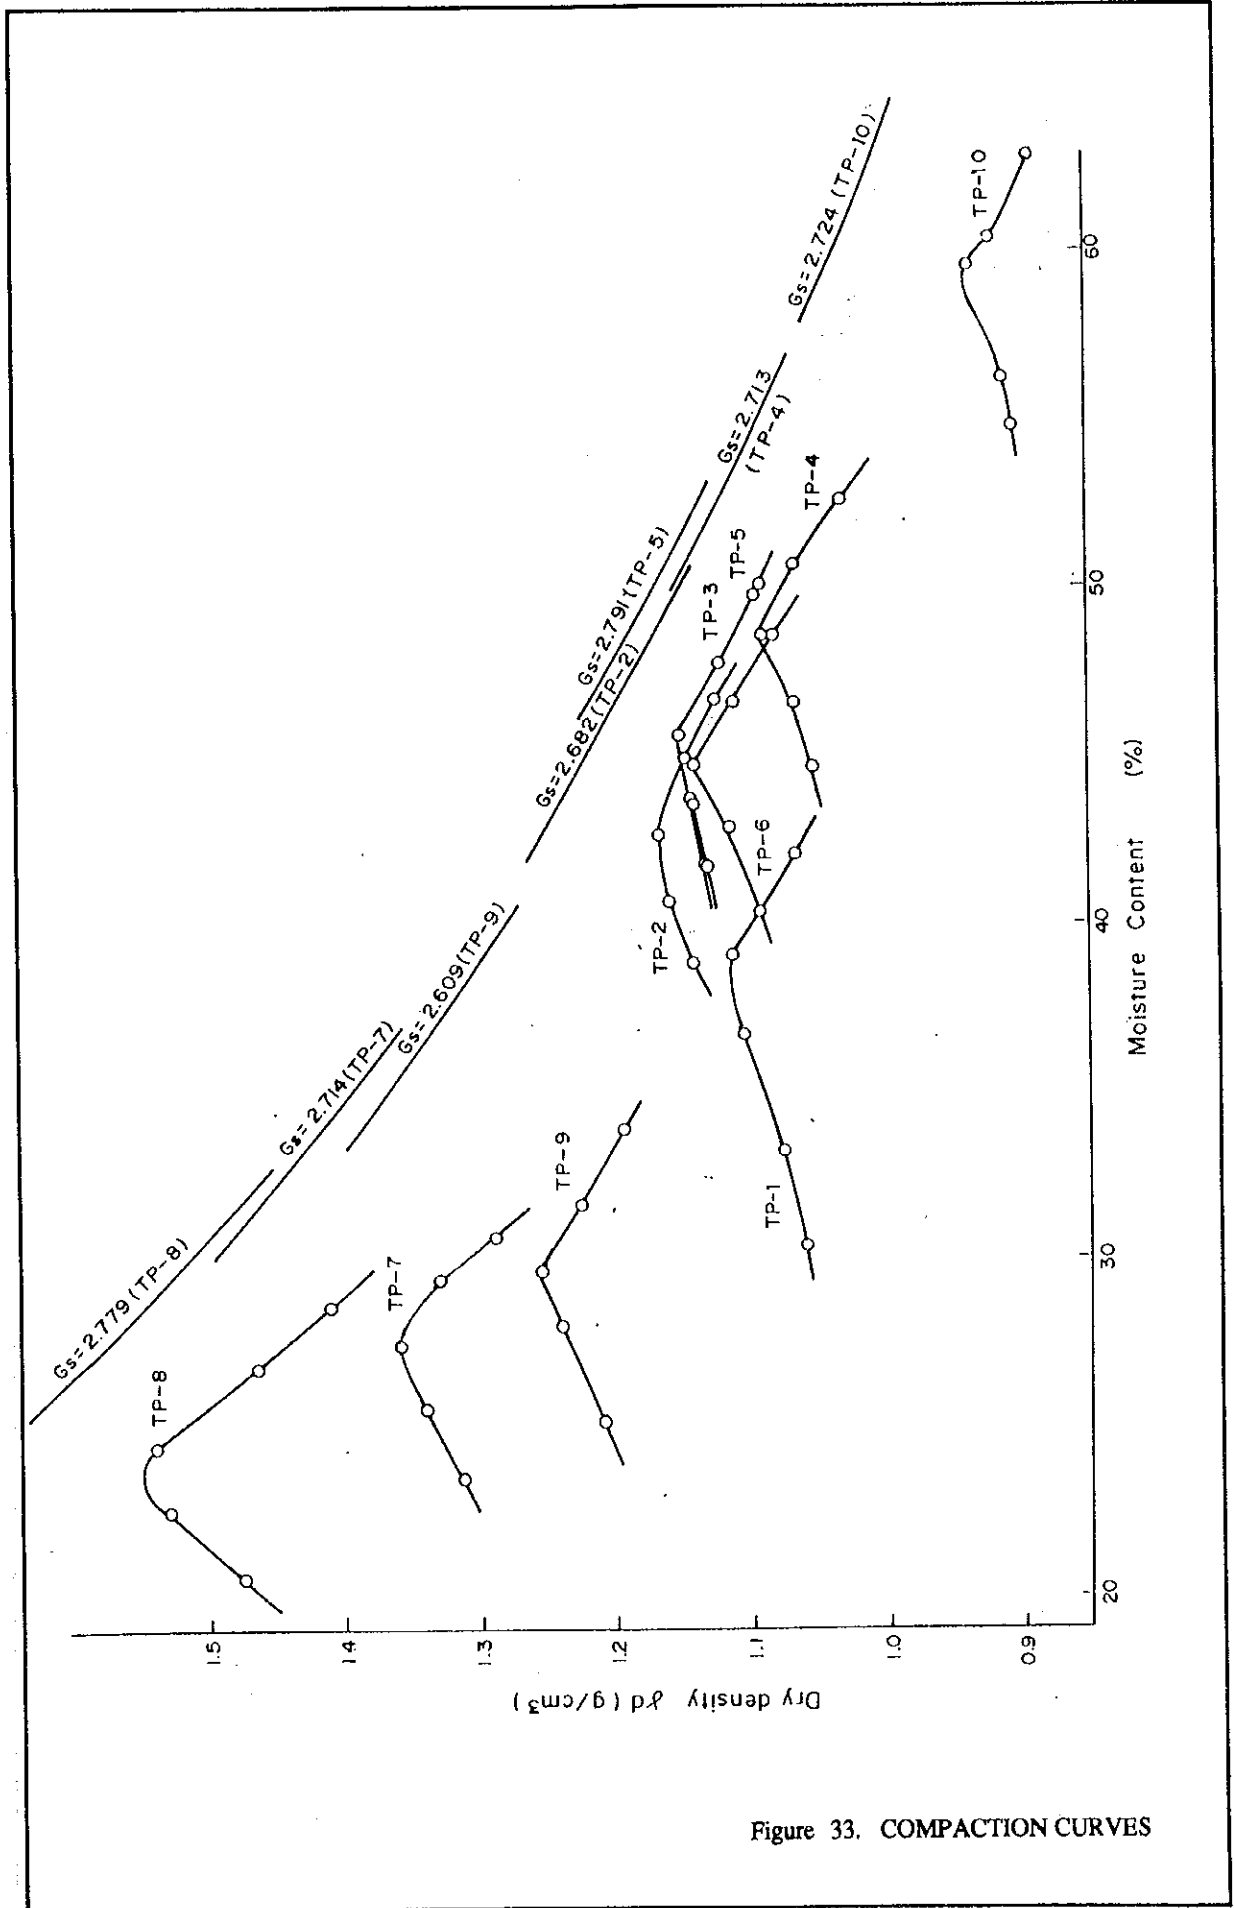 Gs=2.779 (TP-8)
Gs=2.714(TP-7)
Gs=2.609(TP-9)
Gs=2.682(TP-2)
Gs=2.791(TP-5)
Gs=2.713
(TP-4)
Gs=2.724 (TP-10)
TP-8
TP-7
TP-9
TP-1
TP-2
TP-6
TP-3
TP-5
TP-4
TP-10
1.5
1.4
1.3
1.2
1.1
1.0
0.9
Dry density γd (g/cm³)
20
30
40
50
60
Moisture Content (%)
Figure 33. COMPACTION CURVES